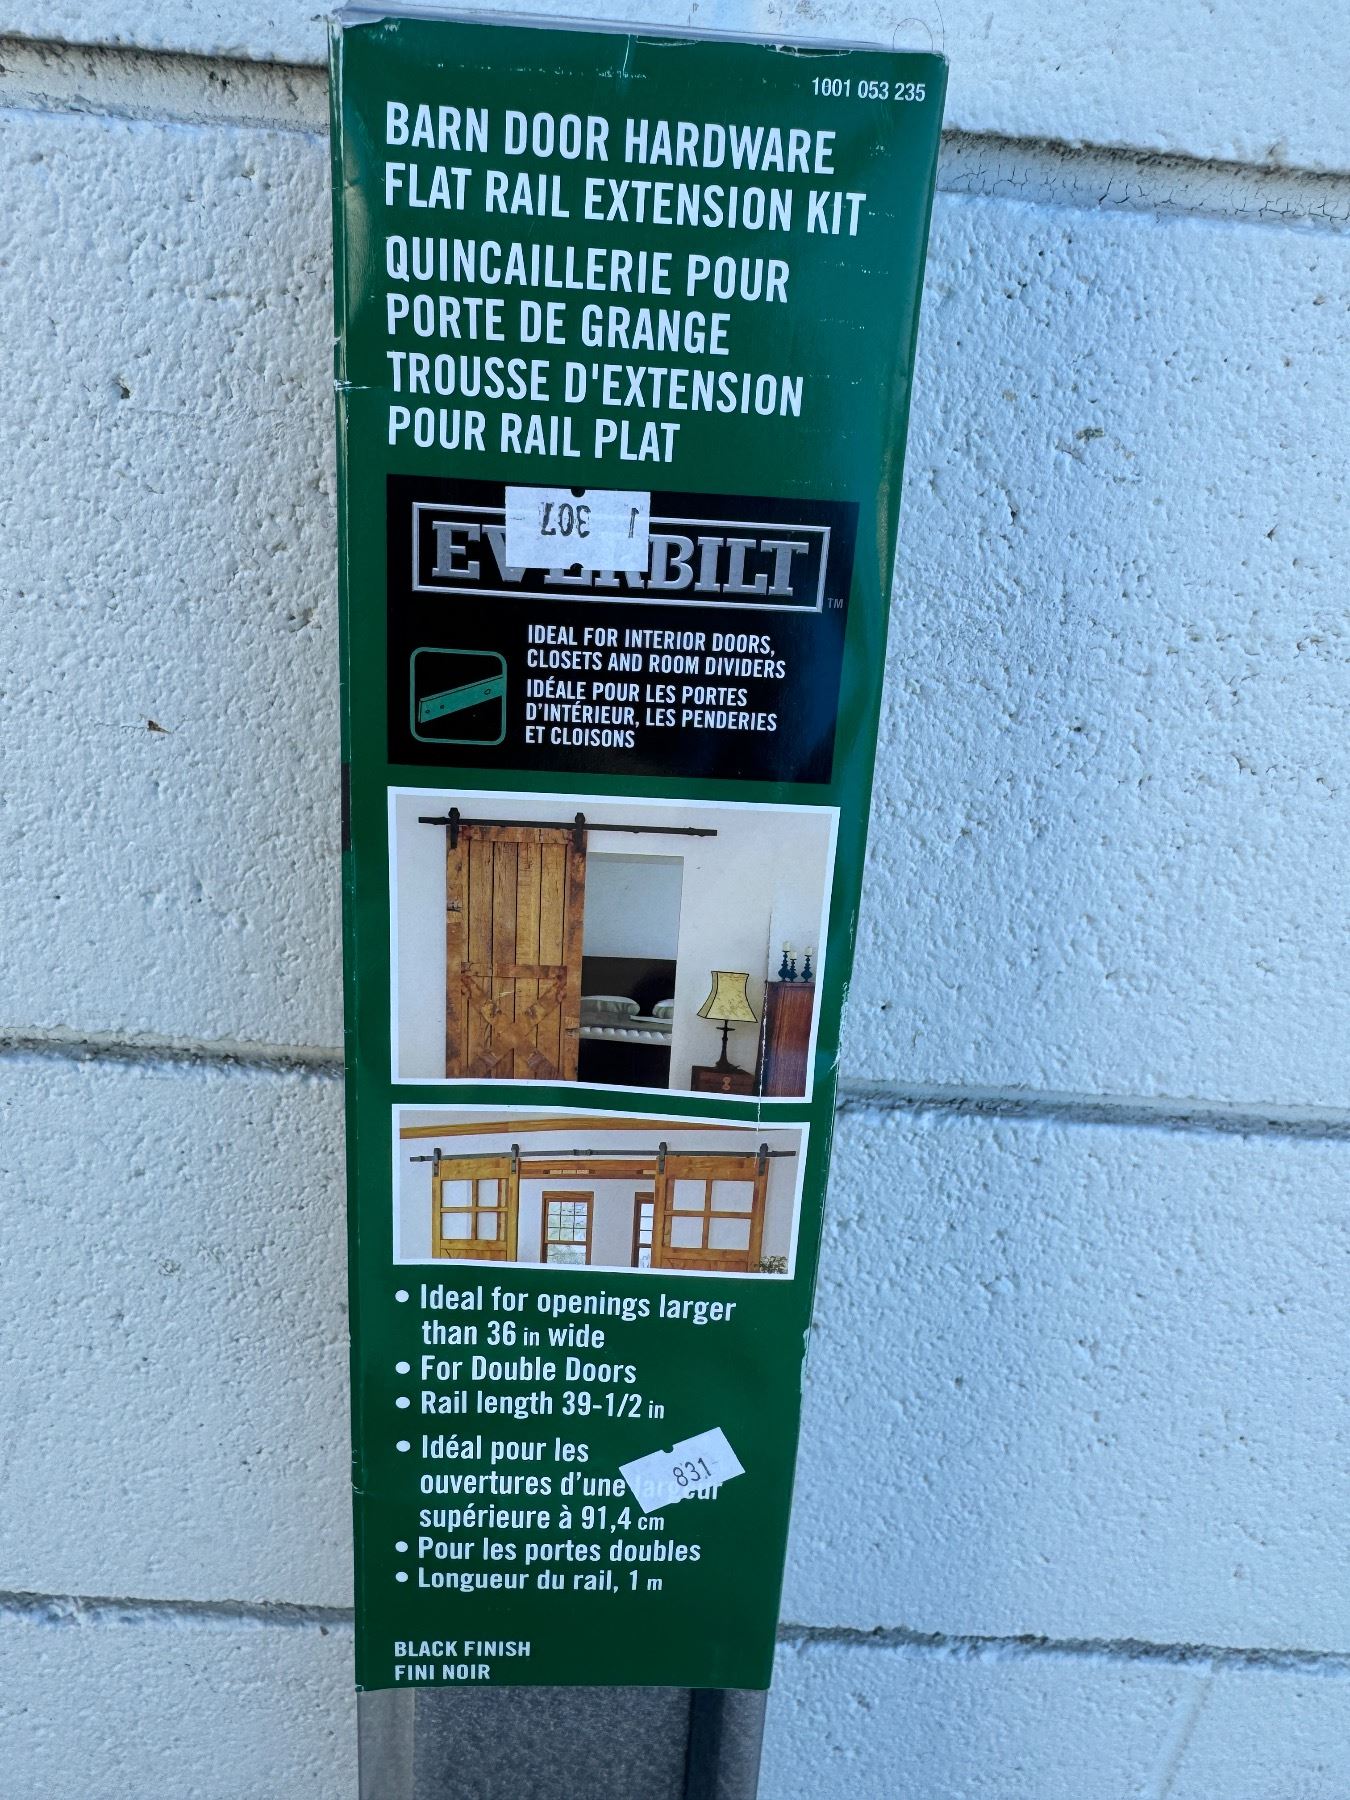 1001 053 235
BARN DOOR HARDWARE
FLAT RAIL EXTENSION KIT
QUINCAILLERIE POUR
PORTE DE GRANGE
TROUSSE D'EXTENSION
POUR RAIL PLAT
1 307
EVERBILT
TM
IDEAL FOR INTERIOR DOORS,
CLOSETS AND ROOM DIVIDERS
IDÉALE POUR LES PORTES
D'INTÉRIEUR, LES PENDERIES
ET CLOISONS
• Ideal for openings larger
than 36 in wide
• For Double Doors
• Rail length 39-1/2 in
• Idéal pour les
ouvertures d'une largeur
supérieure à 91,4 cm
831-
• Pour les portes doubles
• Longueur du rail, 1 m
BLACK FINISH
FINI NOIR